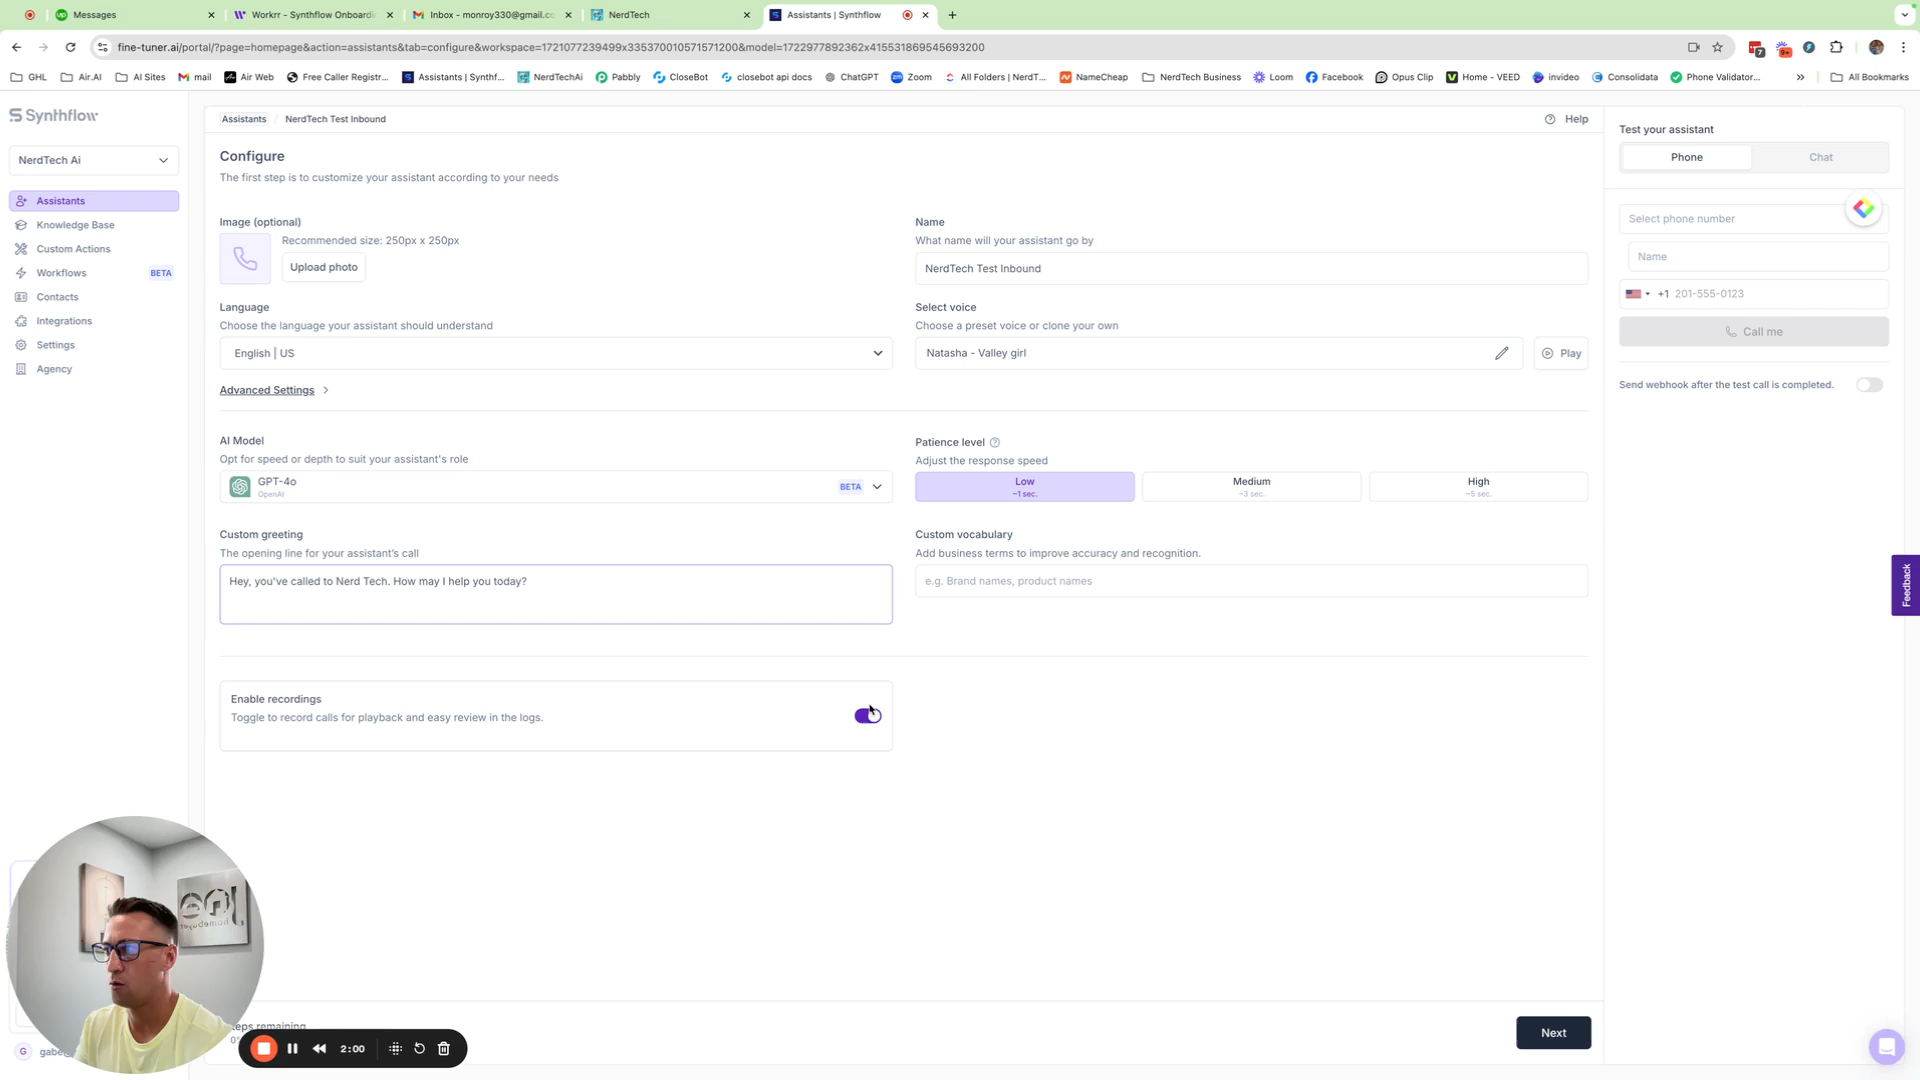 Messages
Workrr - Synthflow Onboardin
Inbox - monroy330@gmail.co
NerdTech
Assistants | Synthflow
fine-tuner.ai/portal/?page=homepage&action=assistants&tab=configure&workspace=1721077239499x335370010571571200&model=1722977892362x415531869545693200
7
9+
GHL
Air.AI
AI Sites
mail
Air Web
Free Caller Registr...
Assistants | Synthf...
NerdTechAi
Pabbly
CloseBot
closebot api docs
ChatGPT
Zoom
All Folders | NerdT...
NameCheap
NerdTech Business
Loom
Facebook
Opus Clip
Home - VEED
invideo
Consolidata
Phone Validator...
All Bookmarks
Synthflow
NerdTech Ai
Assistants
Knowledge Base
Custom Actions
Workflows BETA
Contacts
Integrations
Settings
Agency
Assistants / NerdTech Test Inbound
Help
Configure
The first step is to customize your assistant according to your needs
Image (optional)
Recommended size: 250px x 250px
Upload photo
Name
What name will your assistant go by
NerdTech Test Inbound
Language
Choose the language your assistant should understand
English | US
Select voice
Choose a preset voice or clone your own
Natasha - Valley girl
Play
Advanced Settings
AI Model
Opt for speed or depth to suit your assistant's role
GPT-4o
OpenAI
BETA
Patience level
Adjust the response speed
Low
~1 sec.
Medium
~3 sec.
High
~5 sec.
Custom greeting
The opening line for your assistant's call
Hey, you've called to Nerd Tech. How may I help you today?
Custom vocabulary
Add business terms to improve accuracy and recognition.
e.g. Brand names, product names
Enable recordings
Toggle to record calls for playback and easy review in the logs.
remaining
Next
G
2:00
Test your assistant
Phone
Chat
Select phone number
Name
+1 201-555-0123
Call me
Send webhook after the test call is completed.
Feedback